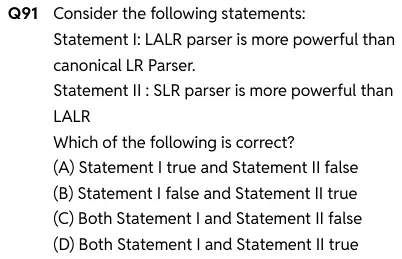 Q91 Consider the following statements:
Statement I: LALR parser is more powerful than
canonical LR Parser.
Statement II : SLR parser is more powerful than
LALR
Which of the following is correct?
(A) Statement I true and Statement II false
(B) Statement I false and Statement II true
(C) Both Statement I and Statement II false
(D) Both Statement I and Statement II true